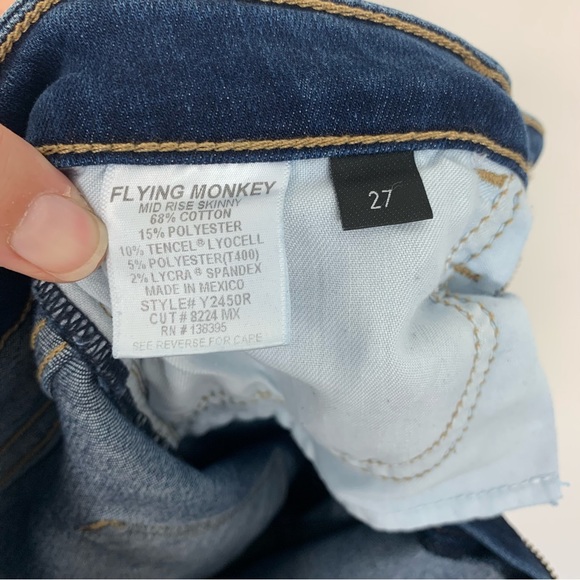 FLYING MONKEY
MID RISE SKINNY
68% COTTON
15% POLYESTER
10% TENCEL® LYOCELL
5% POLYESTER(T400)
2% LYCRA® SPANDEX
MADE IN MEXICO
STYLE# Y2450R
CUT # 8224 MX
RN # 138395
SEE REVERSE FOR CARE
27